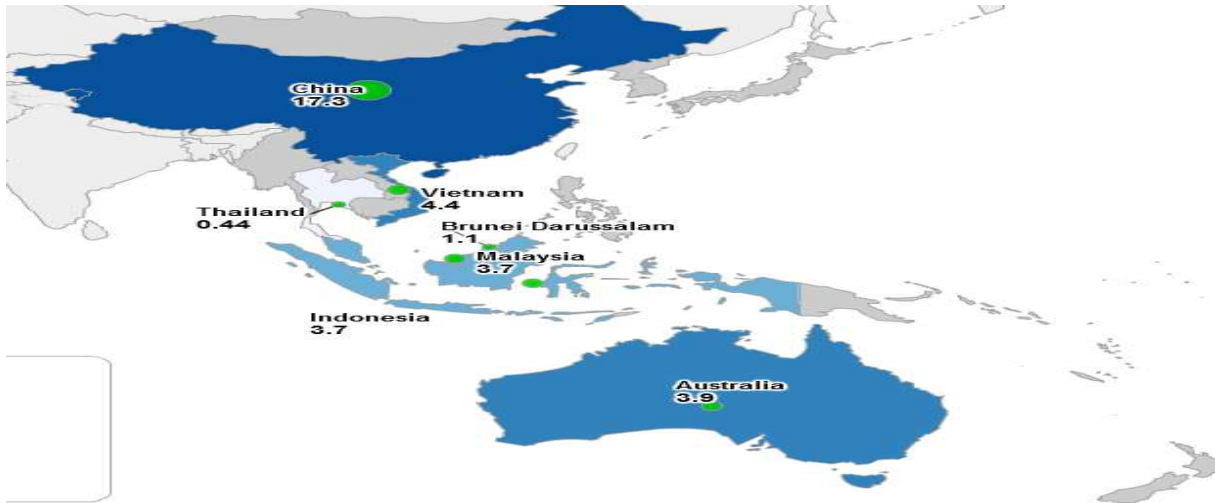 China
17.3
Vietnam
4.4
Thailand
0.44
Brunei Darussalam
1.1
Malaysia
3.7
Indonesia
3.7
Australia
3.9